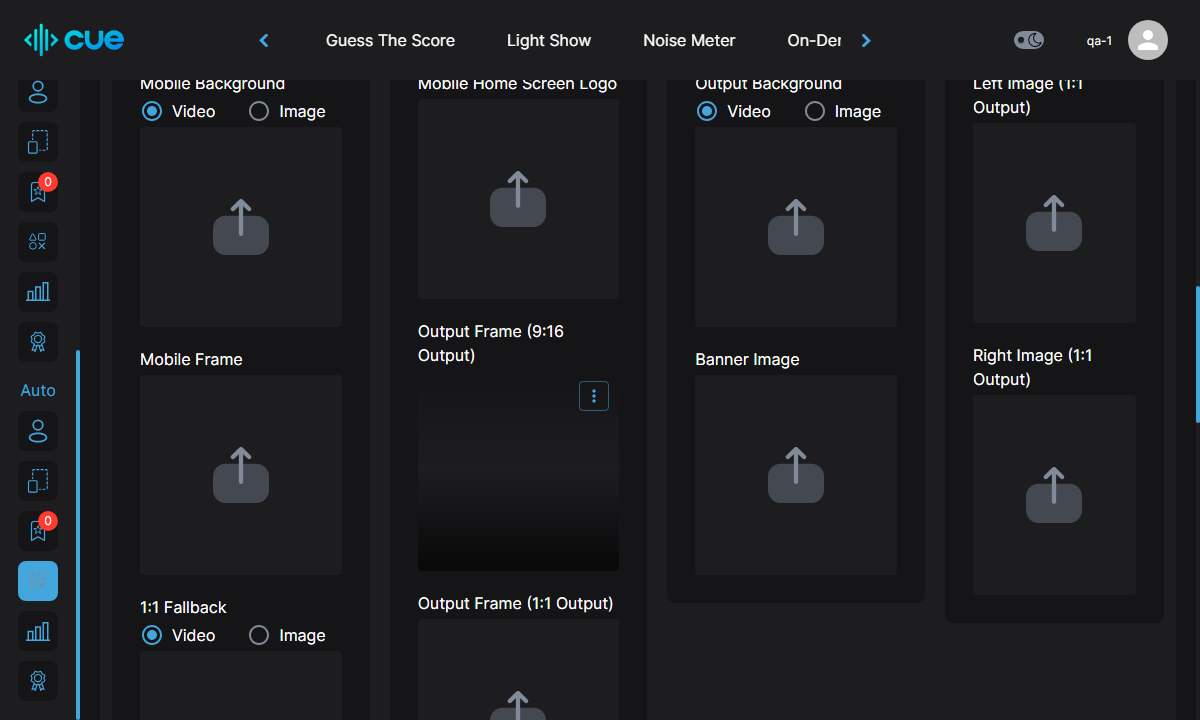 cue
Guess The Score
Light Show
Noise Meter
On-Der
qa-1
0
Auto
0
Mobile Background
Video
Image
Mobile Frame
1:1 Fallback
Video
Image
Mobile Home Screen Logo
Output Frame (9:16
Output)
Output Frame (1:1 Output)
Output Background
Video
Image
Banner Image
Left Image (1:1
Output)
Right Image (1:1
Output)